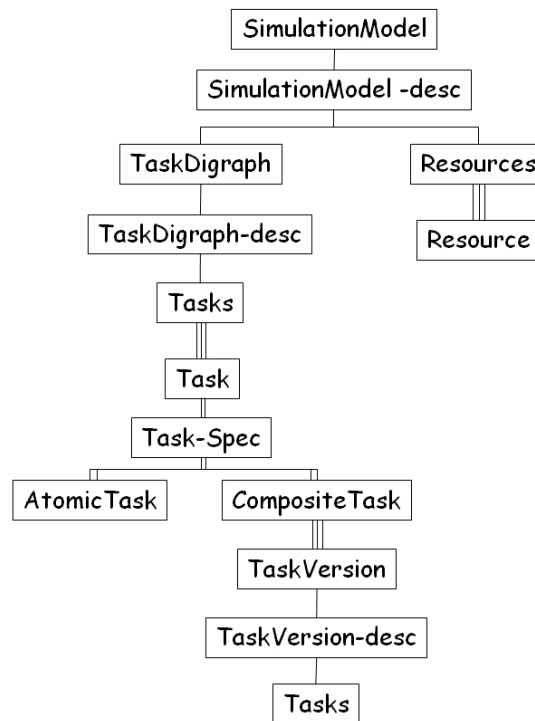 SimulationModel
SimulationModel -desc
TaskDigraph
Resources
TaskDigraph-desc
Resource
Tasks
Task
Task-Spec
AtomicTask
CompositeTask
TaskVersion
TaskVersion-desc
Tasks